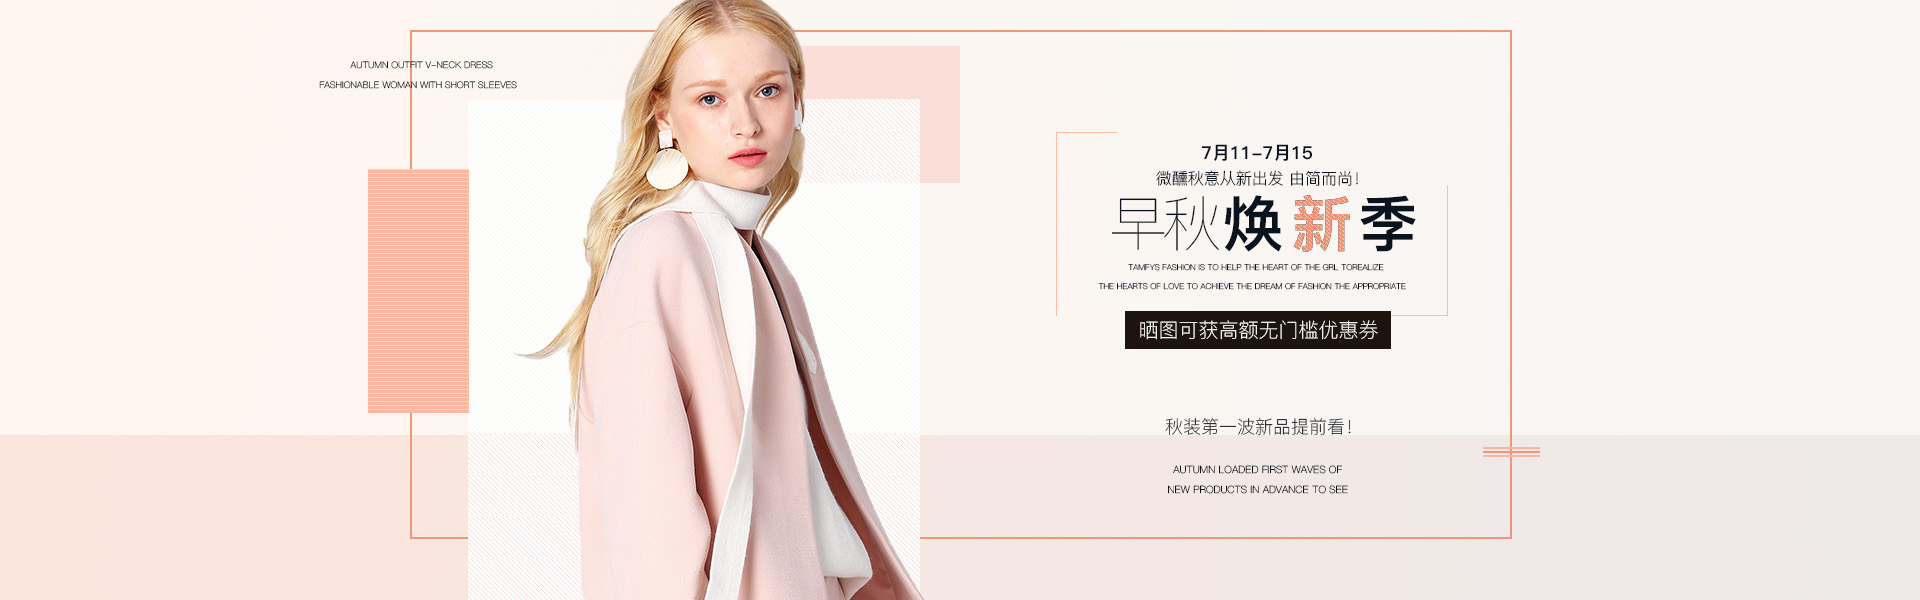 AUTUMN OUTFIT V-NECK DRESS
FASHIONABLE WOMAN WITH SHORT SLEEVES
7月11-7月15
微醺秋意从新出发 由简而尚!
早秋焕新季
TAMFYS FASHION IS TO HELP THE HEART OF THE GRL TOREALIZE
THE HEARTS OF LOVE TO ACHIEVE THE DREAM OF FASHION THE APPROPRIATE
晒图可获高额无门槛优惠券
秋装第一波新品提前看!
AUTUMN LOADED FIRST WAVES OF
NEW PRODUCTS IN ADVANCE TO SEE